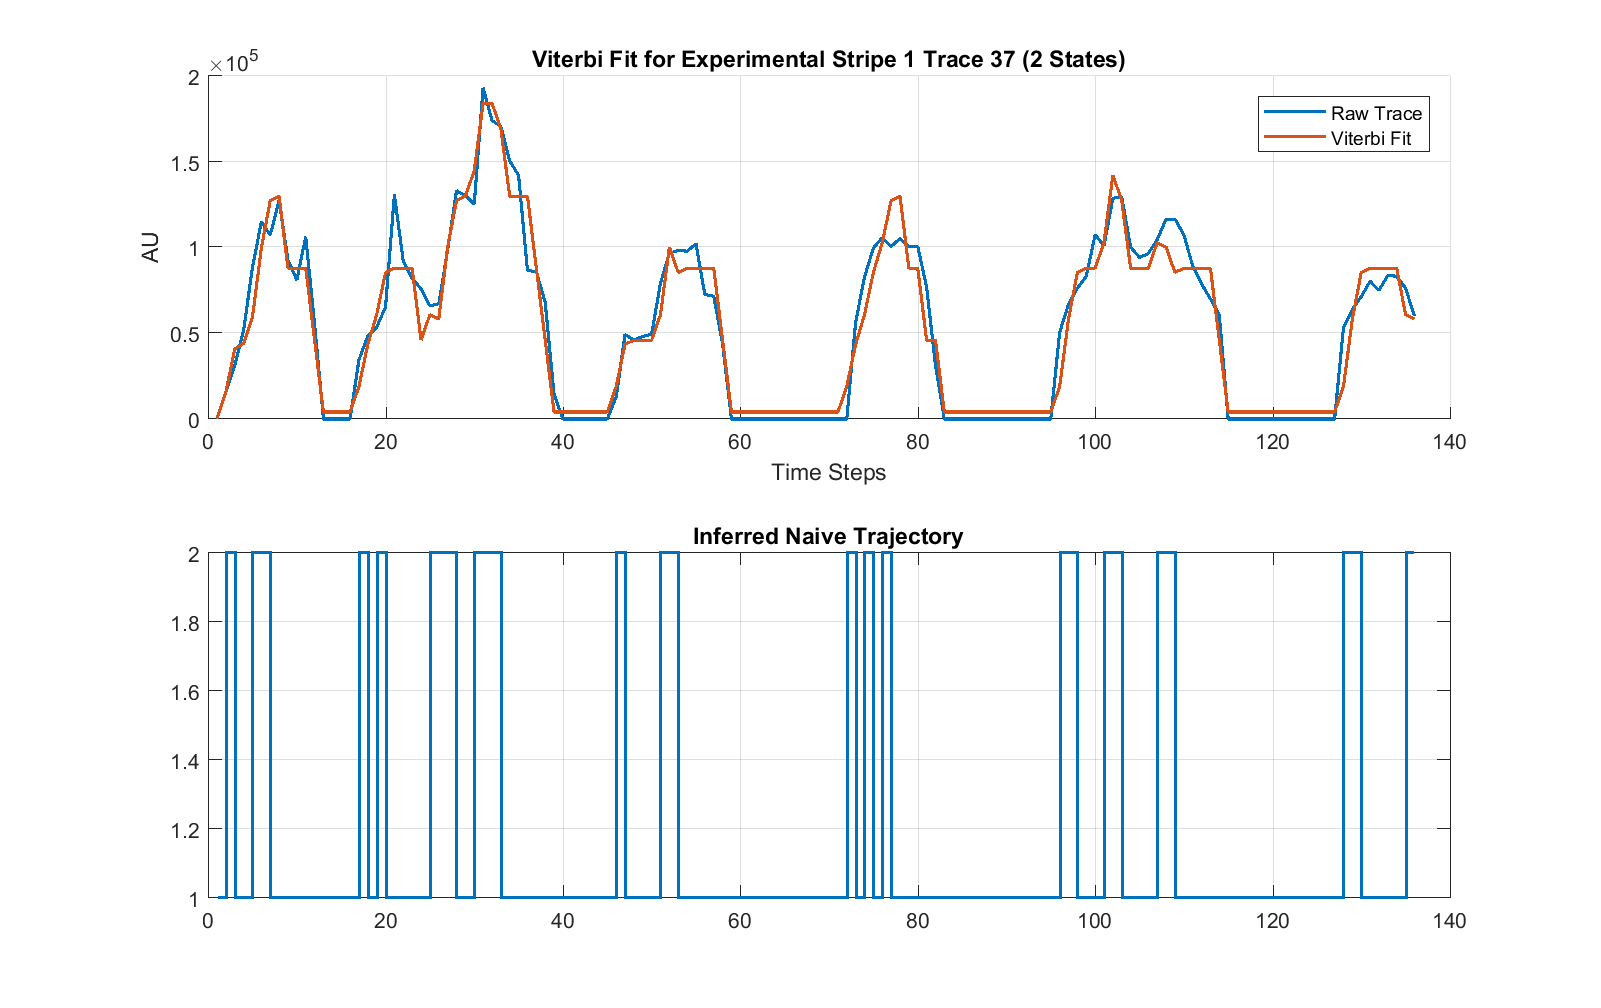 Viterbi Fit for Experimental Stripe 1 Trace 37 (2 States)
×10^5
2
1.5
1
0.5
0
AU
Raw Trace
Viterbi Fit
0 20 40 60 80 100 120 140
Time Steps
Inferred Naive Trajectory
2
1.8
1.6
1.4
1.2
1
0 20 40 60 80 100 120 140